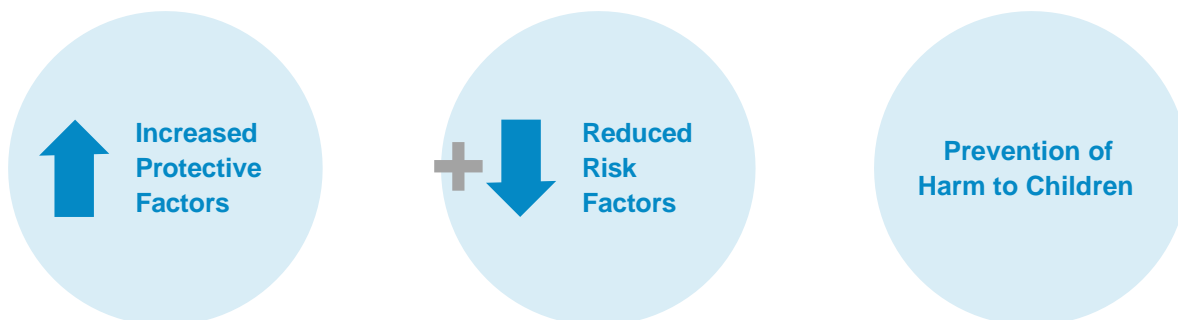 Increased
Protective
Factors
Reduced
Risk
Factors
Prevention of
Harm to Children